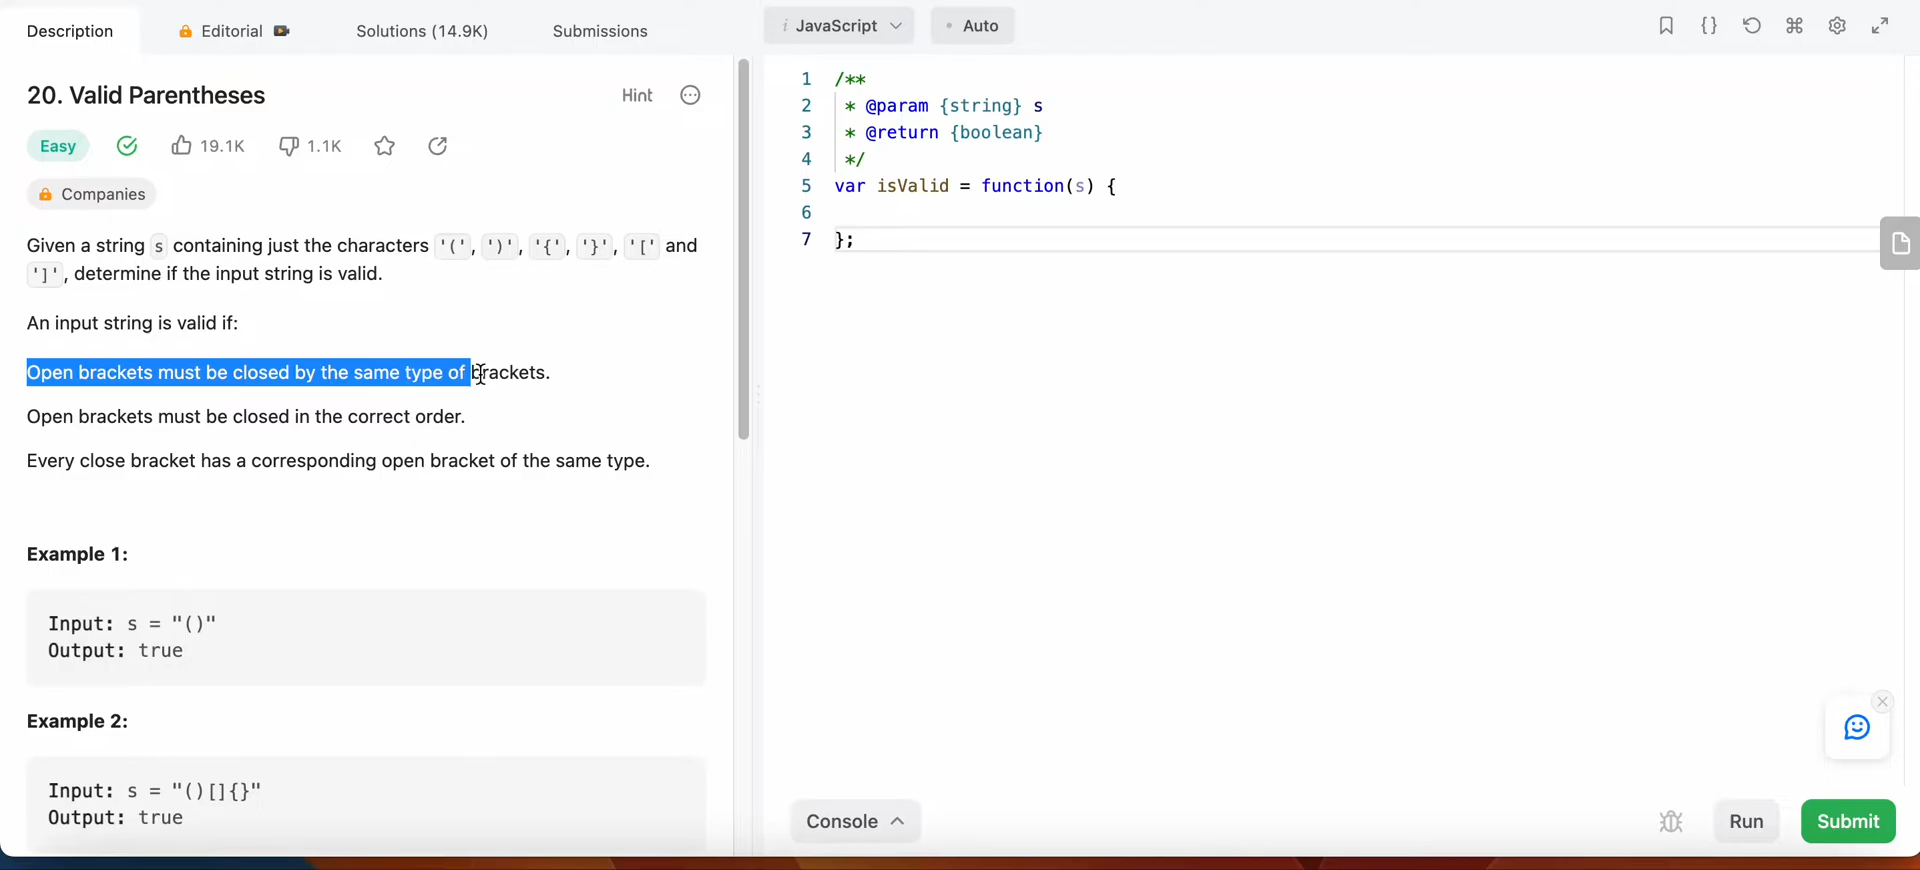 Description
Editorial
Solutions (14.9K)
Submissions
20. Valid Parentheses
Hint
Easy
19.1K
1.1K
Companies
Given a string s containing just the characters '(', ')', '{', '}', '[' and
']', determine if the input string is valid.
An input string is valid if:
Open brackets must be closed by the same type of brackets.
Open brackets must be closed in the correct order.
Every close bracket has a corresponding open bracket of the same type.
Example 1:
Input: s = "()"
Output: true
Example 2:
Input: s = "()[]{}"
Output: true
i JavaScript
Auto
{}
1 /**
2 * @param {string} s
3 * @return {boolean}
4 */
5 var isValid = function(s) {
6
7 };
Console
Run
Submit